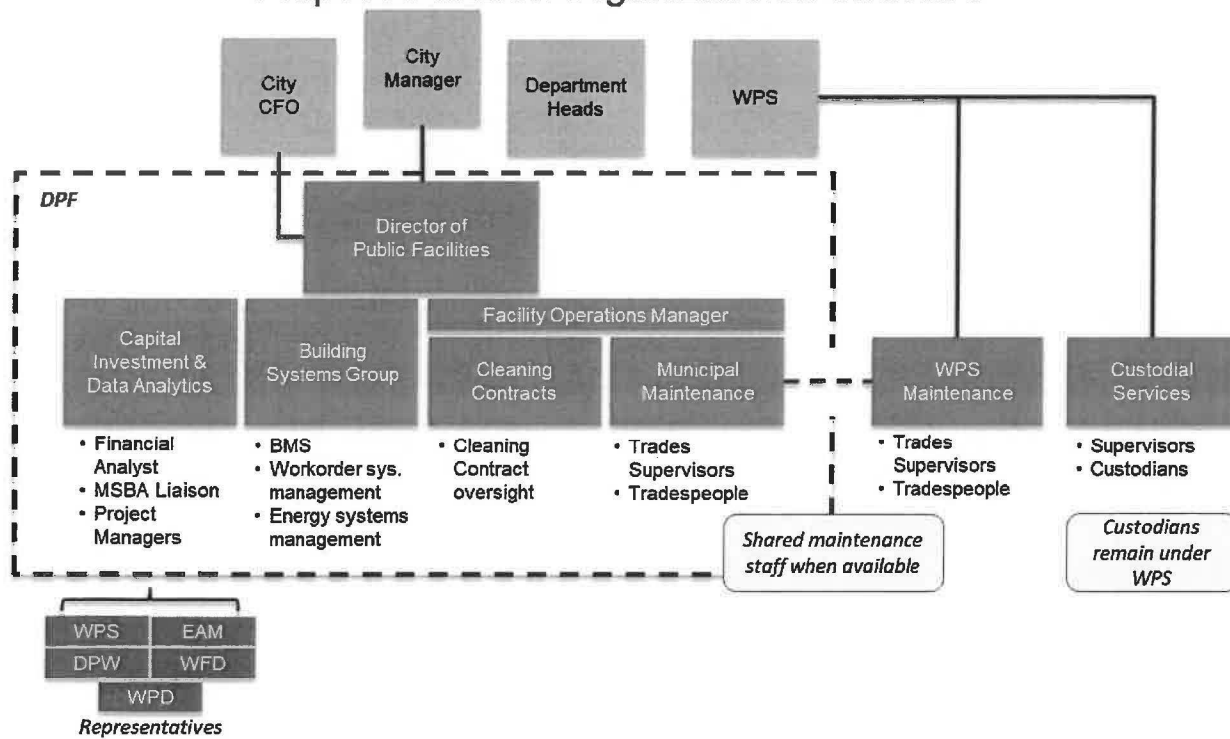 City
CFO
City
Manager
Department
Heads
WPS
DPF
Director of
Public Facilities
Facility Operations Manager
Capital
Investment &
Data Analytics
Building
Systems Group
Cleaning
Contracts
Municipal
Maintenance
WPS
Maintenance
Custodial
Services
• Financial
Analyst
• MSBA Liaison
• Project
Managers
• BMS
• Workorder sys.
management
• Energy systems
management
• Cleaning
Contract
oversight
• Trades
Supervisors
• Tradespeople
• Trades
Supervisors
• Tradespeople
• Supervisors
• Custodians
Shared maintenance
staff when available
Custodians
remain under
WPS
WPS
EAM
DPW
WFD
WPD
Representatives